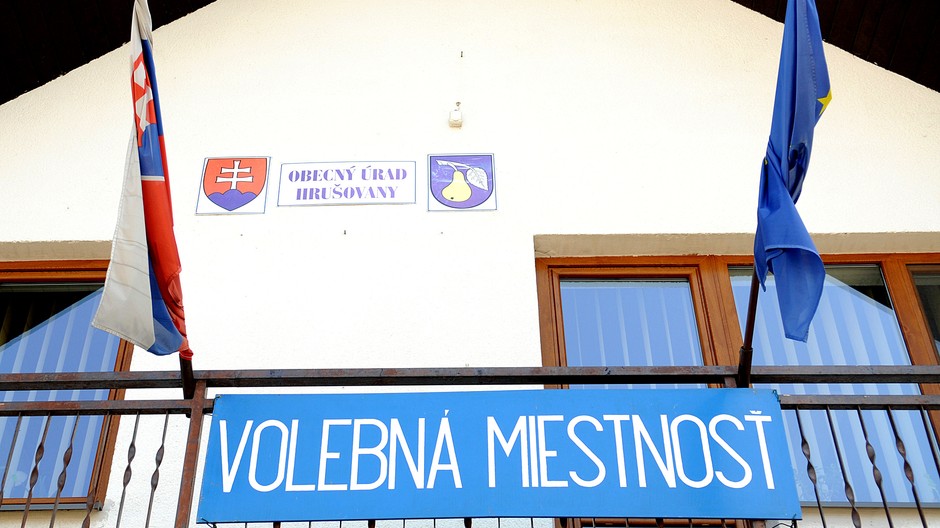 OBECNÝ ÚRAD
HRUŠOVANY
VOLEBNÁ MIESTNOSŤ